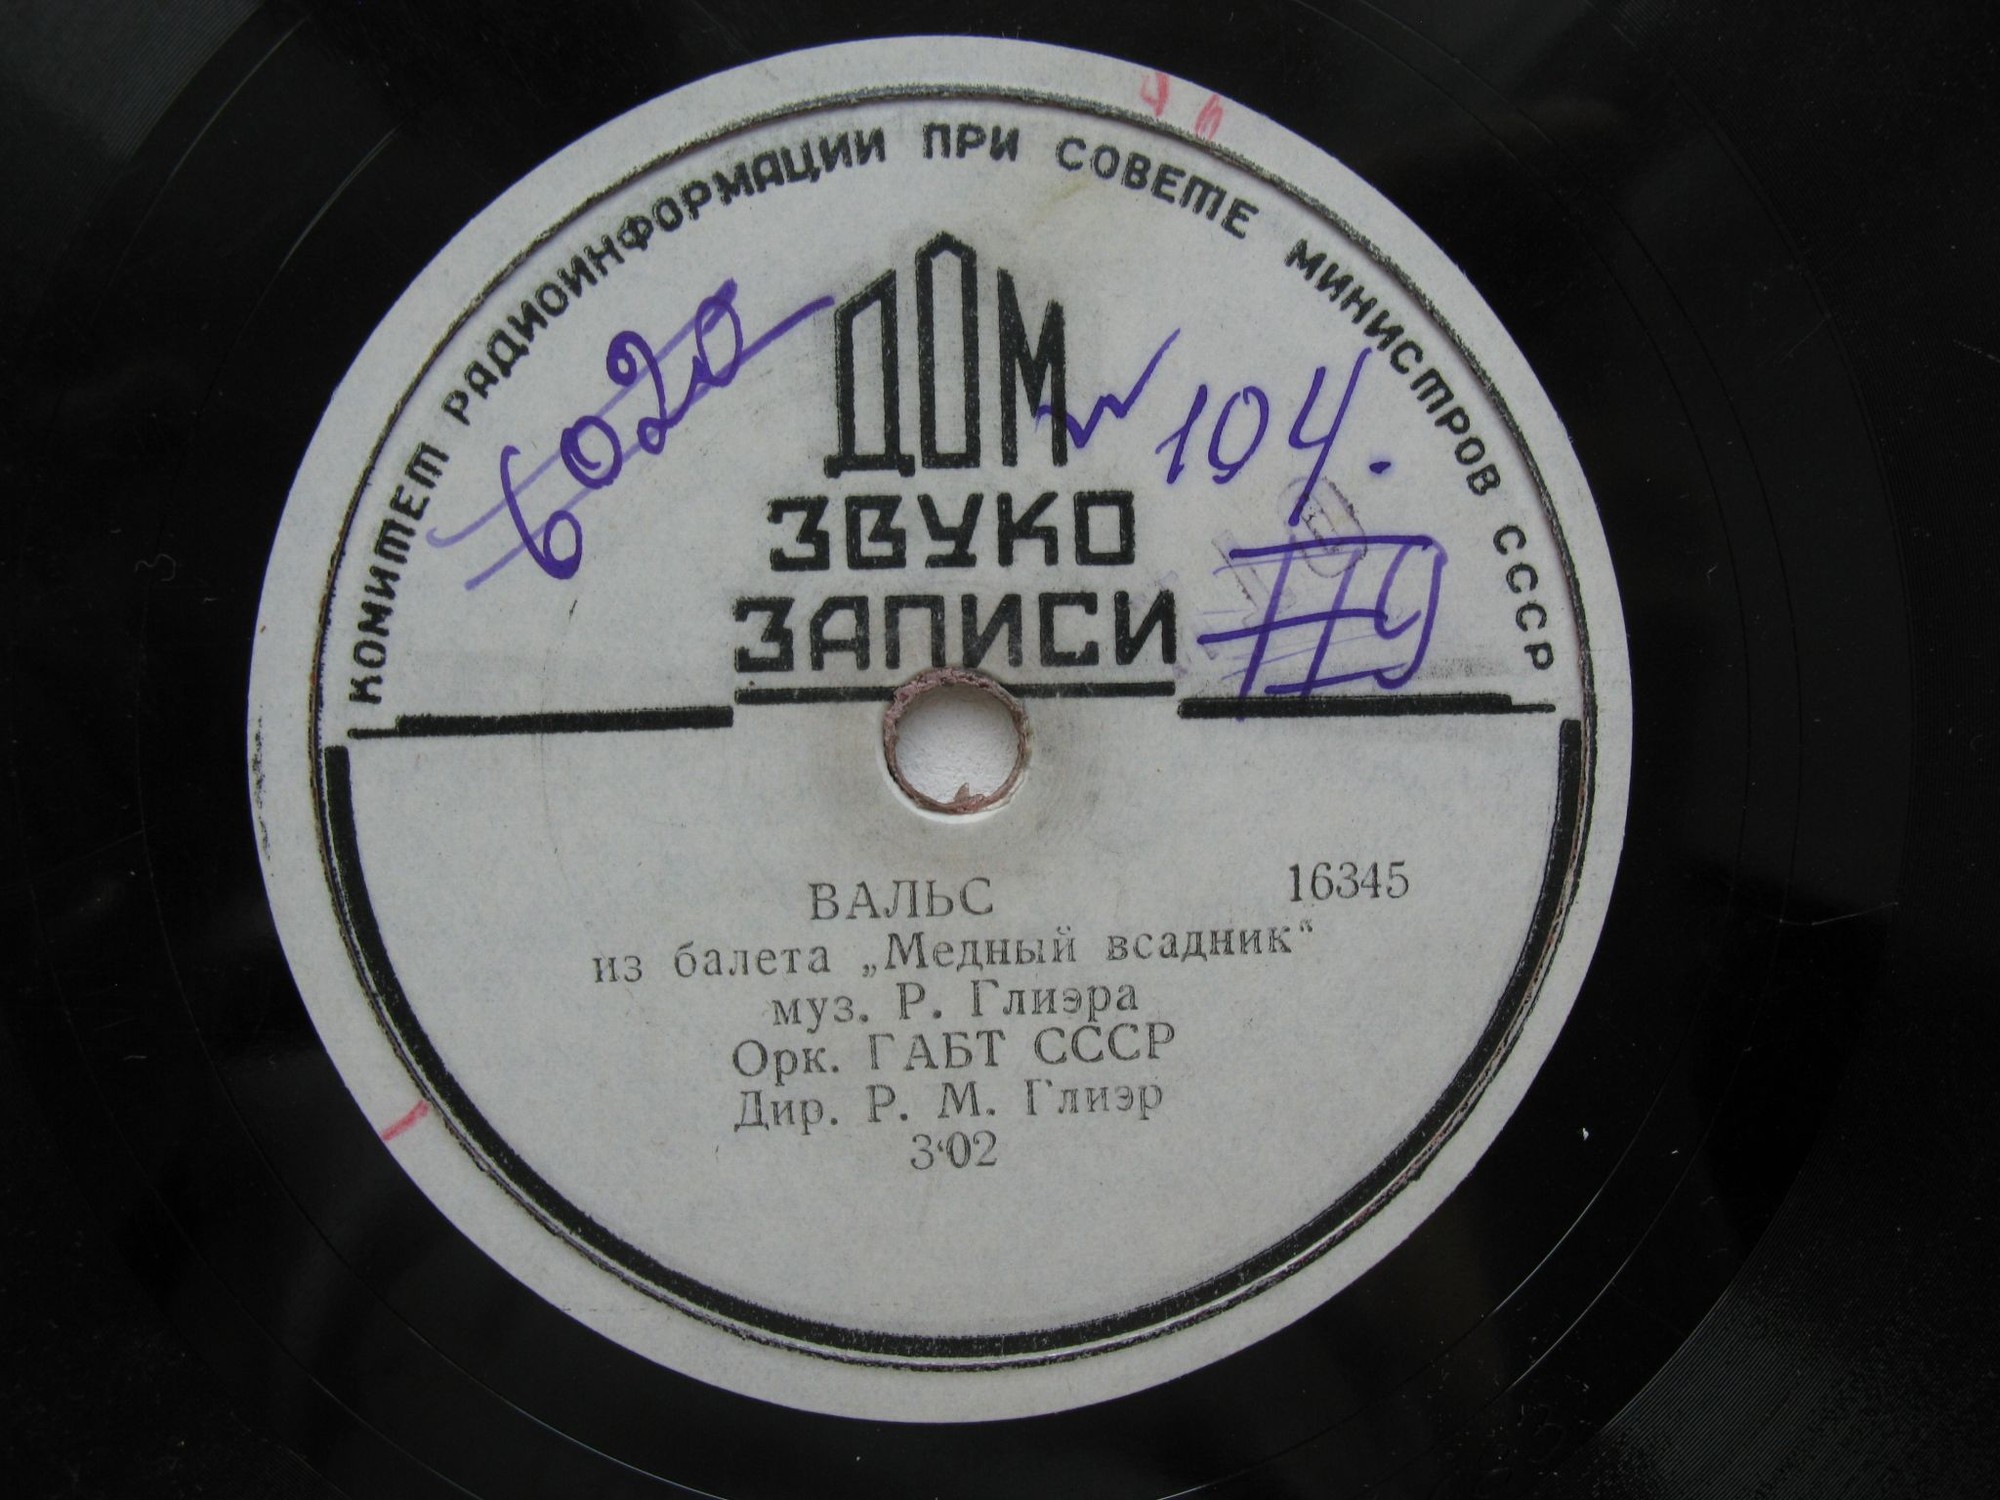 КОМИТЕТ РАДИОИНФОРМАЦИИ ПРИ СОВЕТЕ МИНИСТРОВ СССР
6020
ДОМ
ЗВУКО
ЗАПИСИ
104.
ВАЛЬС 16345
из балета „Медный всадник“
муз. Р. Глиэра
Орк. ГАБТ СССР
Дир. Р. М. Глиэр
3‘02